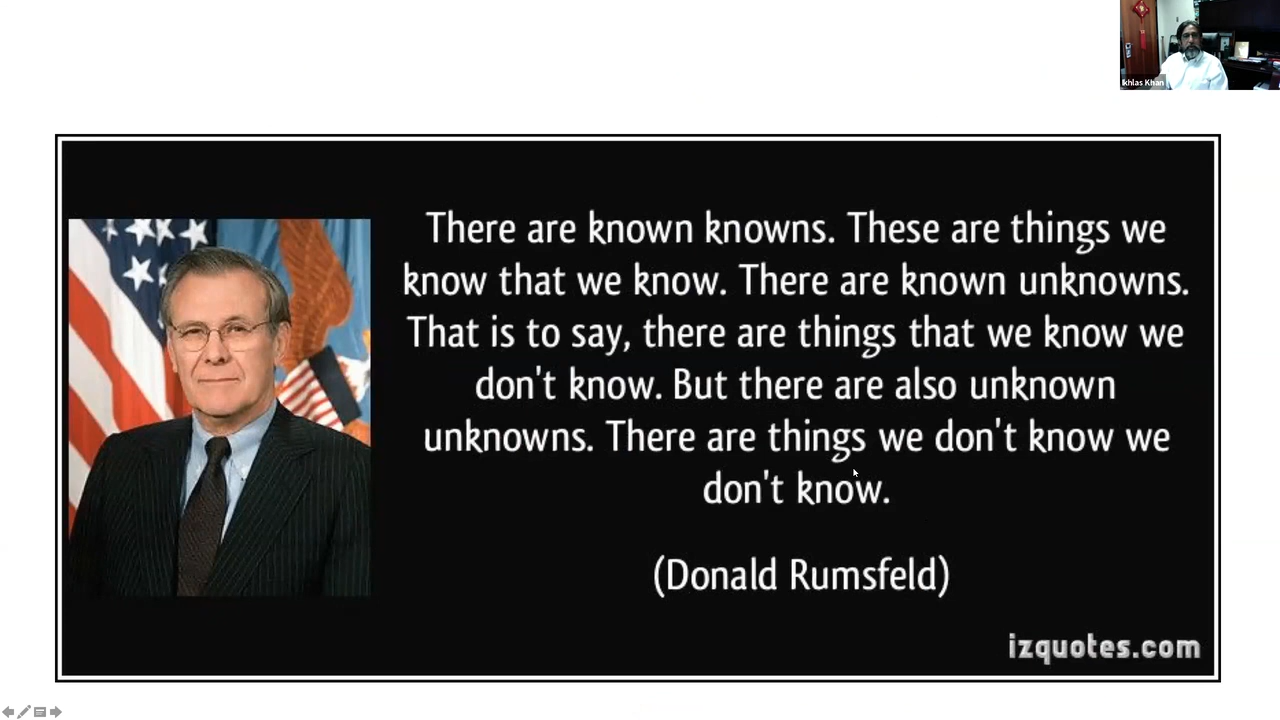 Ikhlas Khan
There are known knowns. These are things we
know that we know. There are known unknowns.
That is to say, there are things that we know we
don't know. But there are also unknown
unknowns. There are things we don't know we
don't know.
(Donald Rumsfeld)
izquotes.com